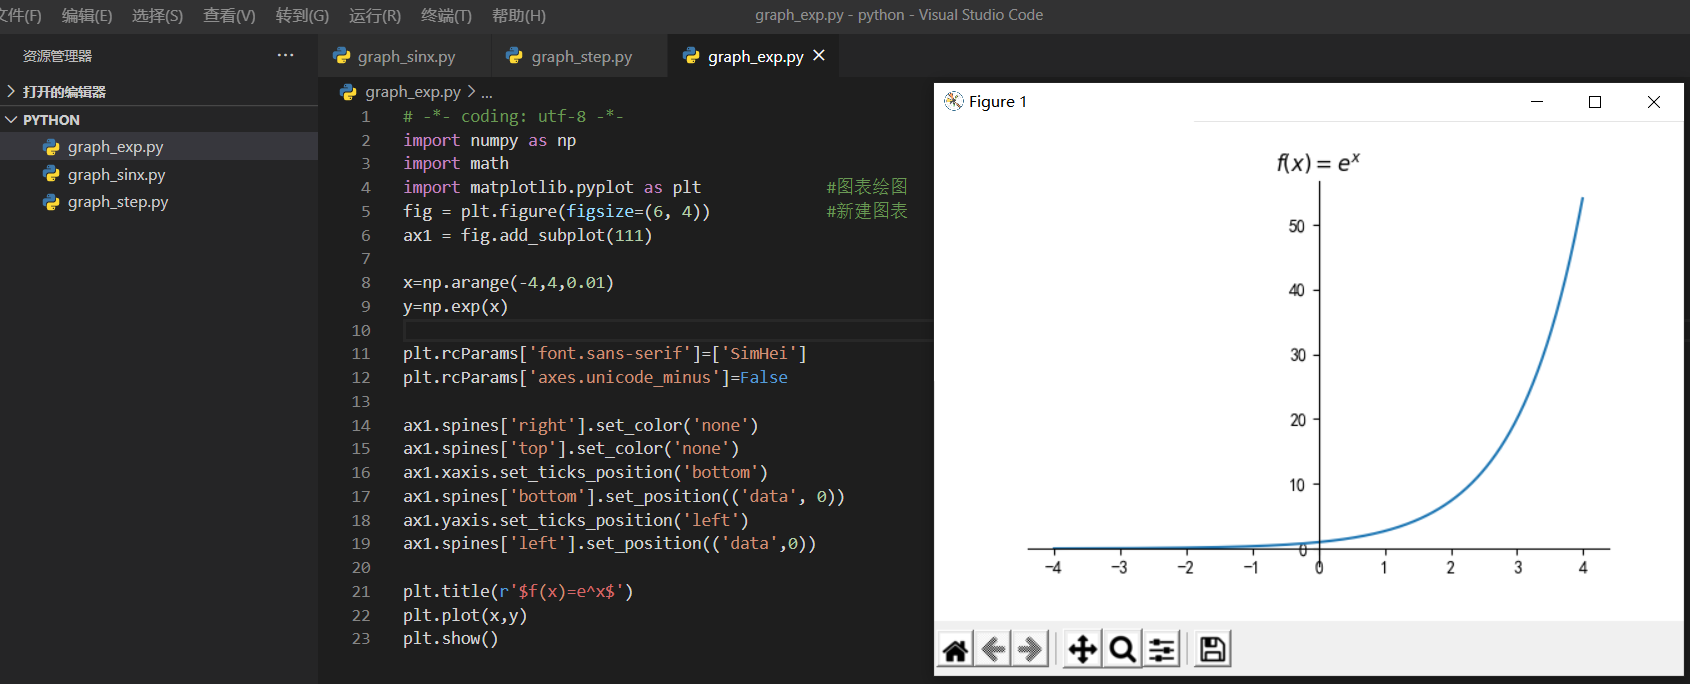 文件(F) 编辑(E) 选择(S) 查看(V) 转到(G) 运行(R) 终端(T) 帮助(H) graph_exp.py - python - Visual Studio Code
资源管理器 ···
打开的编辑器
PYTHON
graph_exp.py
graph_sinx.py
graph_step.py
graph_sinx.py graph_step.py graph_exp.py
graph_exp.py > ...
1 # -*- coding: utf-8 -*-
2 import numpy as np
3 import math
4 import matplotlib.pyplot as plt #图表绘图
5 fig = plt.figure(figsize=(6, 4)) #新建图表
6 ax1 = fig.add_subplot(111)
7
8 x=np.arange(-4,4,0.01)
9 y=np.exp(x)
10
11 plt.rcParams['font.sans-serif']=['SimHei']
12 plt.rcParams['axes.unicode_minus']=False
13
14 ax1.spines['right'].set_color('none')
15 ax1.spines['top'].set_color('none')
16 ax1.xaxis.set_ticks_position('bottom')
17 ax1.spines['bottom'].set_position(('data', 0))
18 ax1.yaxis.set_ticks_position('left')
19 ax1.spines['left'].set_position(('data',0))
20
21 plt.title(r'$f(x)=e^x$')
22 plt.plot(x,y)
23 plt.show()
Figure 1
f(x) = e^x
50
40
30
20
10
0
−4 −3 −2 −1 0 1 2 3 4